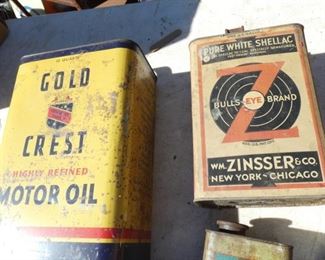 GOLD
CREST
HIGHLY REFINED
MOTOR OIL
PURE WHITE SHELLAC
BULLS EYE BRAND
WM. ZINSSER & CO.
NEW YORK - CHICAGO